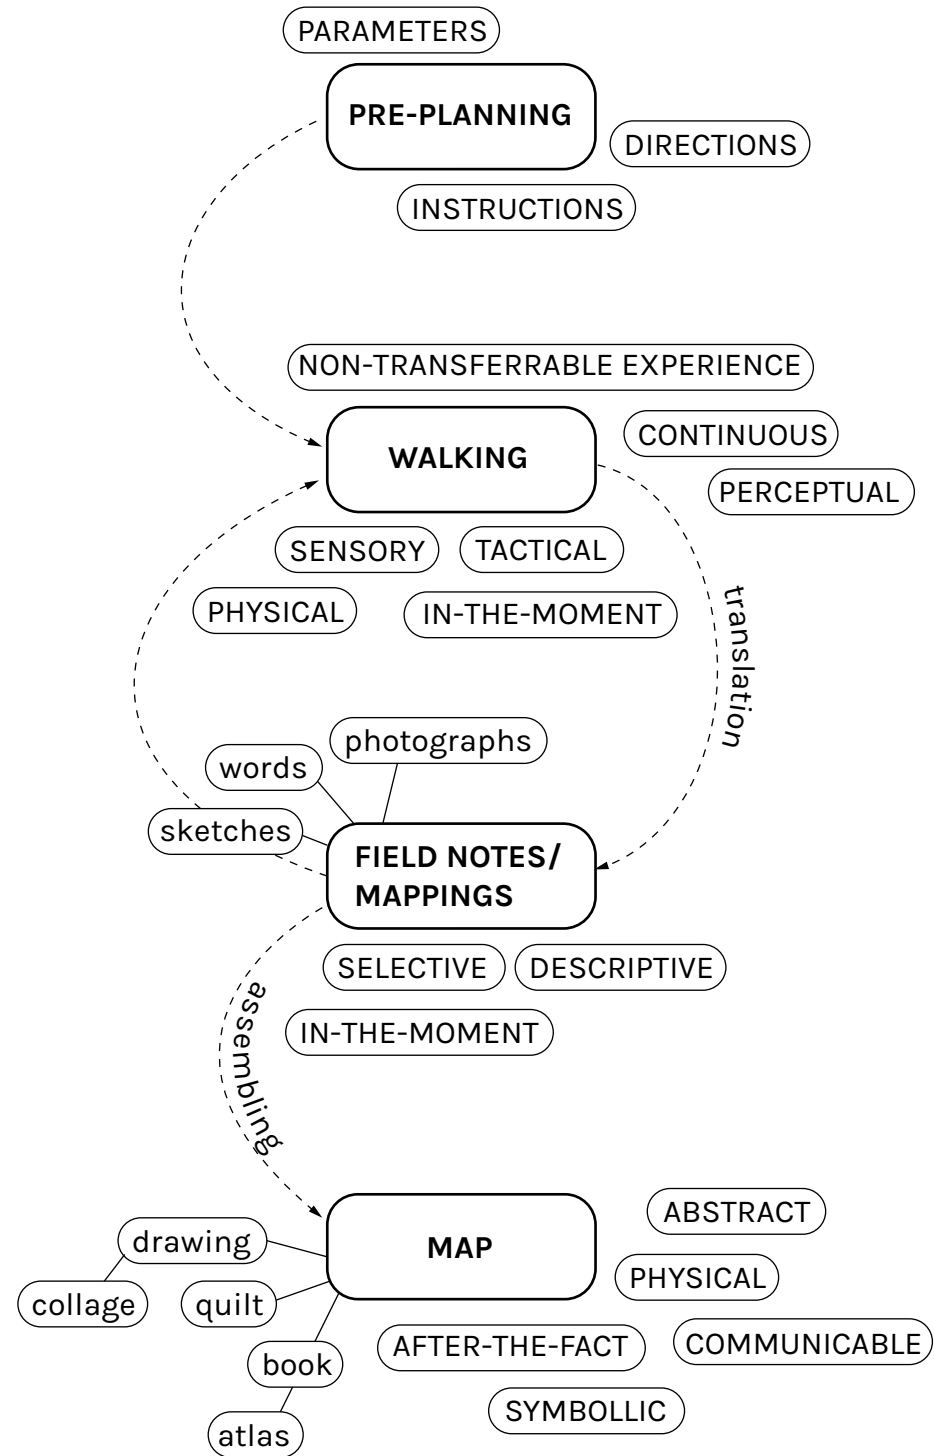 PARAMETERS
PRE-PLANNING
DIRECTIONS
INSTRUCTIONS
NON-TRANSFERRABLE EXPERIENCE
CONTINUOUS
WALKING
PERCEPTUAL
SENSORY
TACTICAL
PHYSICAL
IN-THE-MOMENT
translation
photographs
words
sketches
FIELD NOTES/
MAPPINGS
SELECTIVE
DESCRIPTIVE
IN-THE-MOMENT
assembling
ABSTRACT
drawing
MAP
PHYSICAL
collage
quilt
AFTER-THE-FACT
COMMUNICABLE
book
SYMBOLLIC
atlas